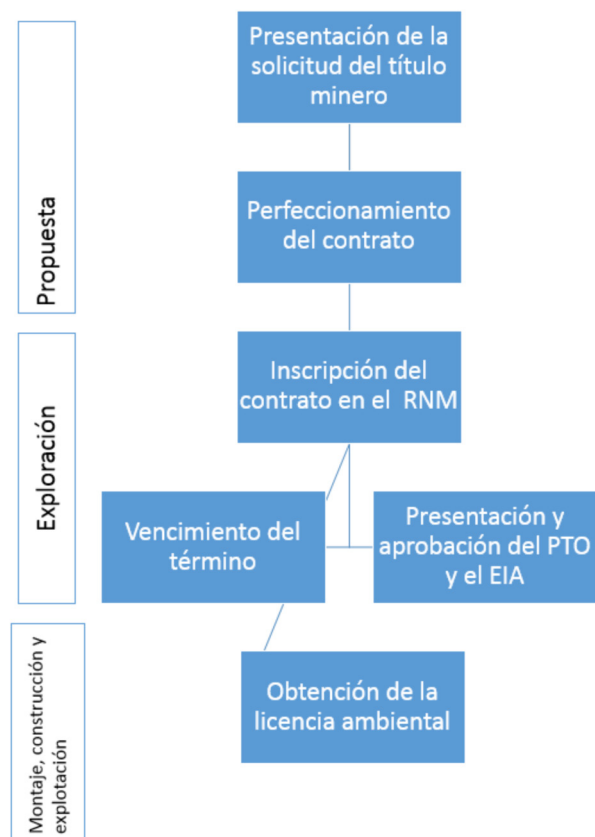 Presentación de la
solicitud del título
minero
Propuesta
Perfeccionamiento
del contrato
Exploración
Inscripción del
contrato en el RNM
Vencimiento del
término
Presentación y
aprobación del PTO
y el EIA
Montaje, construcción y
explotación
Obtención de la
licencia ambiental